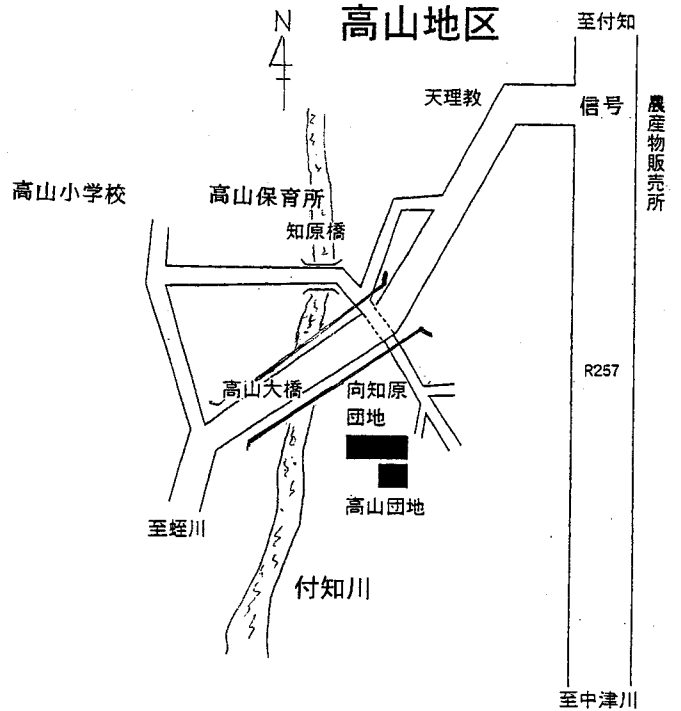 N
高山地区
至付知
天理教
信号
農産物販売所
高山小学校
高山保育所
知原橋
R257
高山大橋
向知原
団地
高山団地
至蛭川
付知川
至中津川